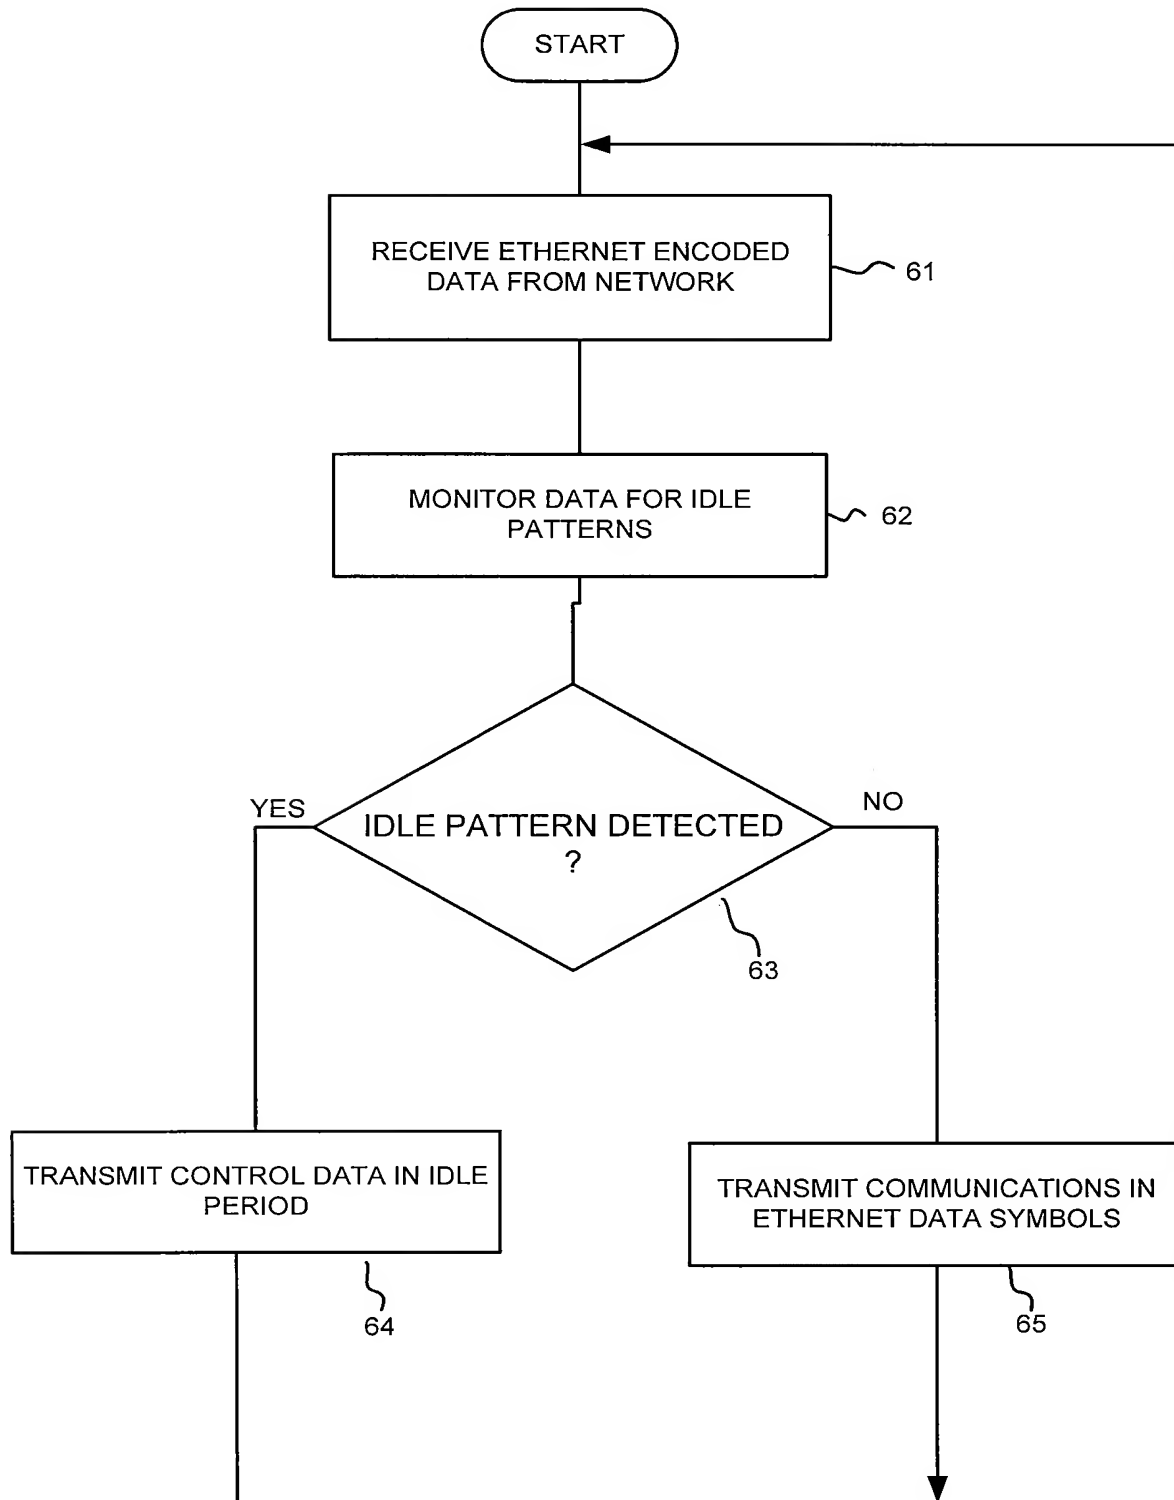 START
RECEIVE ETHERNET ENCODED
DATA FROM NETWORK
61
MONITOR DATA FOR IDLE
PATTERNS
62
YES
NO
IDLE PATTERN DETECTED
?
63
TRANSMIT CONTROL DATA IN IDLE
PERIOD
64
TRANSMIT COMMUNICATIONS IN
ETHERNET DATA SYMBOLS
65